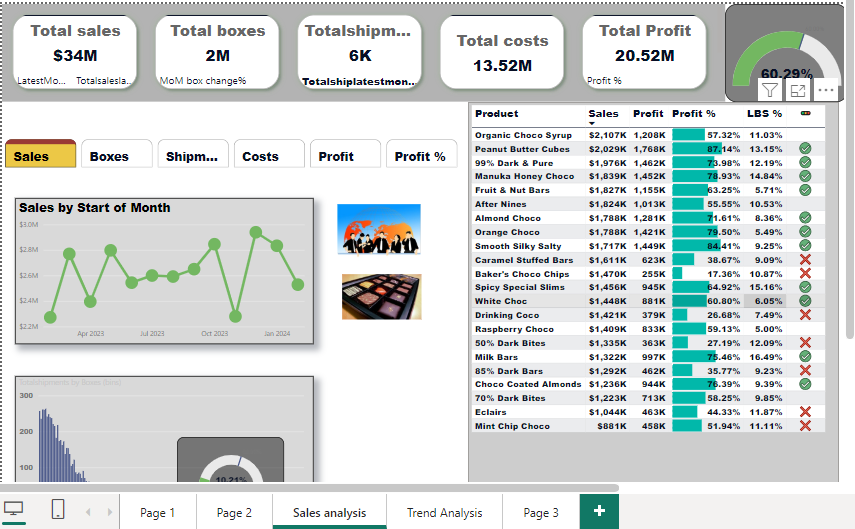 Total sales
$34M
LatestMo... Totalsalesla...
Total boxes
2M
MoM box change%
Totalshipm...
6K
Totalshiplatestmon...
Total costs
13.52M
Total Profit
20.52M
Profit %
60.29%
Sales
Boxes
Shipm...
Costs
Profit
Profit %
Sales by Start of Month
$3.0M
$2.8M
$2.6M
$2.4M
$2.2M
Apr 2023 Jul 2023 Oct 2023 Jan 2024
Totalshipments by Boxes (bins)
300
200
100
10.21%
Product Sales Profit Profit % LBS %
Organic Choco Syrup $2,107K 1,208K 57.32% 11.03%
Peanut Butter Cubes $2,029K 1,768K 87.14% 13.15%
99% Dark & Pure $1,976K 1,462K 73.98% 12.19%
Manuka Honey Choco $1,839K 1,452K 78.93% 14.84%
Fruit & Nut Bars $1,827K 1,155K 63.25% 5.71%
After Nines $1,824K 1,013K 55.55% 10.53%
Almond Choco $1,788K 1,281K 71.61% 8.36%
Orange Choco $1,788K 1,421K 79.50% 5.49%
Smooth Silky Salty $1,717K 1,449K 84.41% 9.25%
Caramel Stuffed Bars $1,611K 623K 38.67% 9.09%
Baker's Choco Chips $1,470K 255K 17.36% 10.87%
Spicy Special Slims $1,456K 945K 64.92% 15.16%
White Choc $1,448K 881K 60.80% 6.05%
Drinking Coco $1,421K 379K 26.68% 7.49%
Raspberry Choco $1,409K 833K 59.13% 5.00%
50% Dark Bites $1,335K 363K 27.19% 12.09%
Milk Bars $1,322K 997K 75.46% 16.49%
85% Dark Bars $1,292K 462K 35.77% 9.23%
Choco Coated Almonds $1,236K 944K 76.39% 9.39%
70% Dark Bites $1,223K 713K 58.25% 9.85%
Eclairs $1,044K 463K 44.33% 11.87%
Mint Chip Choco $881K 458K 51.94% 11.11%
Page 1
Page 2
Sales analysis
Trend Analysis
Page 3
+